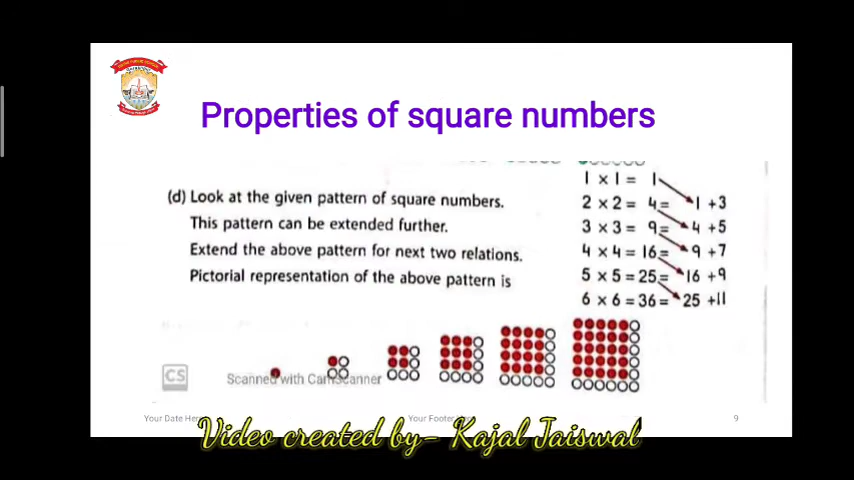 Properties of square numbers
(d) Look at the given pattern of square numbers.
This pattern can be extended further.
Extend the above pattern for next two relations.
Pictorial representation of the above pattern is
1 × 1 = 1
2 × 2 = 4 = 1 +3
3 × 3 = 9 = 4 +5
4 × 4 = 16 = 9 +7
5 × 5 = 25 = 16 +9
6 × 6 = 36 = 25 +11
CS
Scanned with CamScanner
Your Date Here
Your Footer Here
9
Video created by- Kajal Jaiswal